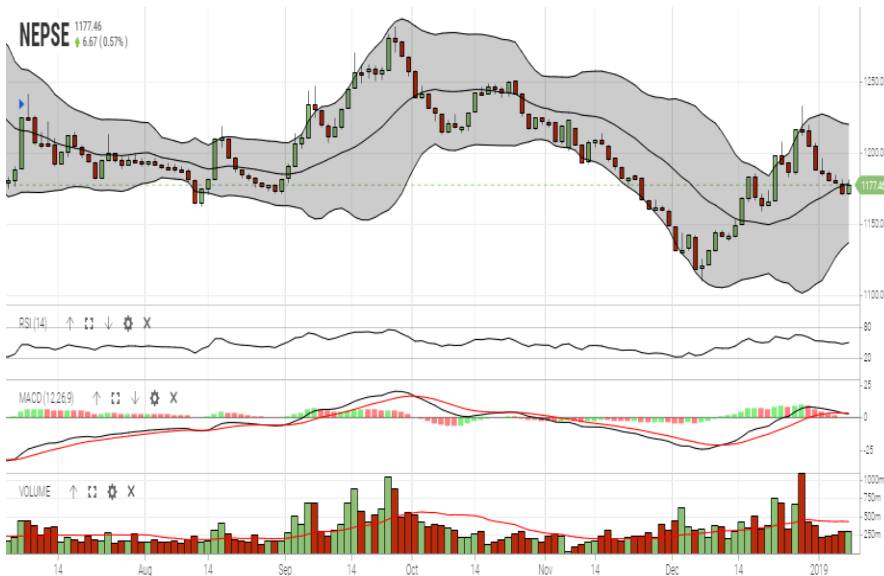 NEPSE 1177.46
6.67 (0.57%)
1250.0
1200.0
1177.46
1150.0
1100.0
RSI (14)
80
20
MACD (12,26,9)
25
0
-25
VOLUME
1000m
750m
500m
250m
14 Aug 14 Sep 14 Oct 14 Nov 14 Dec 14 2019